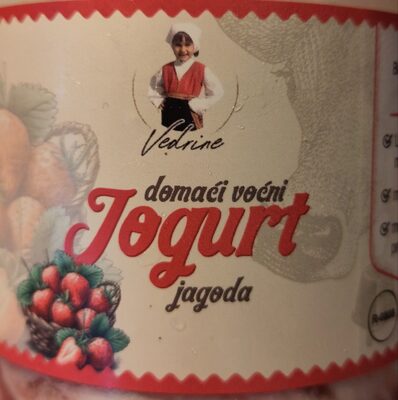 Vedrine
domaći voćni
Jogurt
jagoda